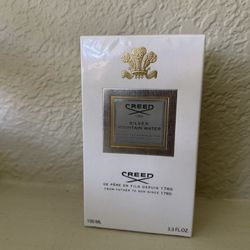 CREED
SILVER
MOUNTAIN WATER
CREED
DE PÈRE EN FILS DEPUIS 1760
FROM FATHER TO SON SINCE 1760
100 ML
3.3 FL.OZ